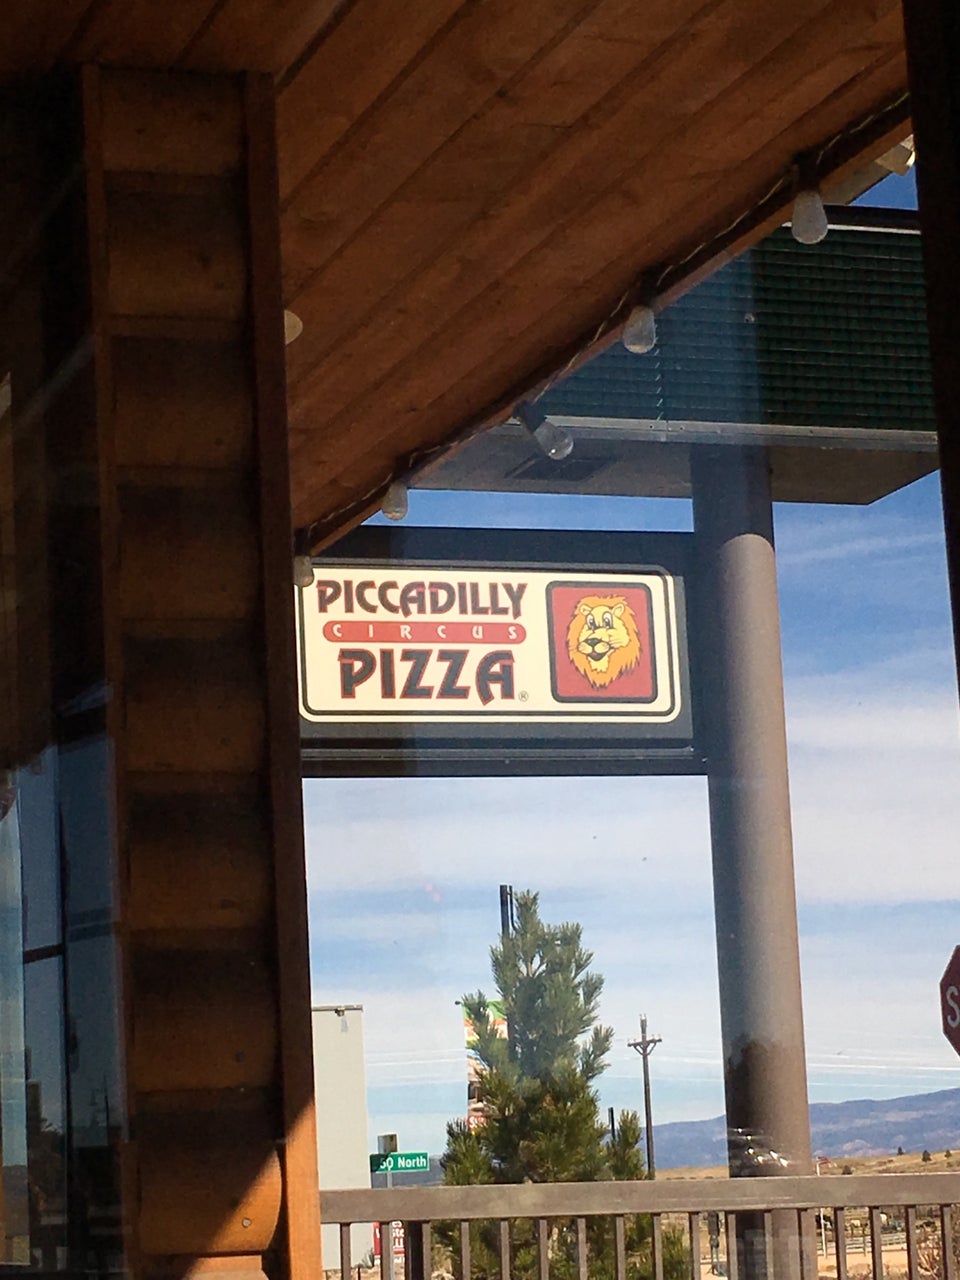 PICCADILLY
CIRCUS
PIZZA®
S
50 North